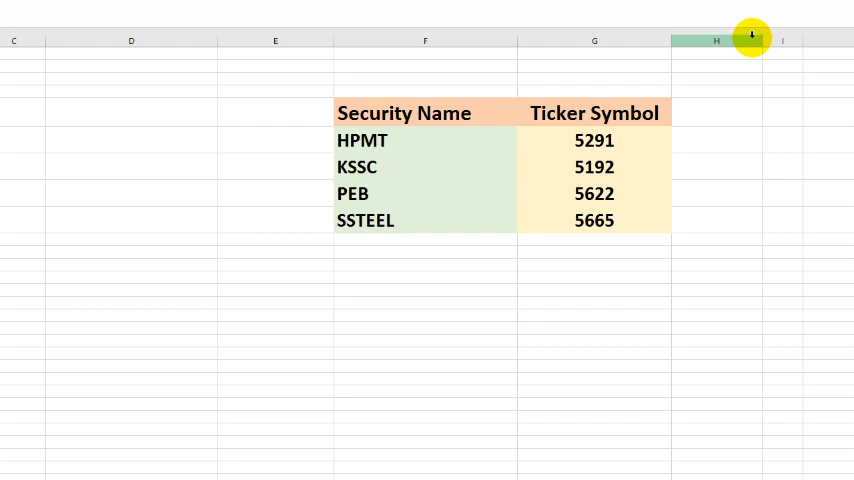 C D E F G H I
Security Name Ticker Symbol
HPMT 5291
KSSC 5192
PEB 5622
SSTEEL 5665